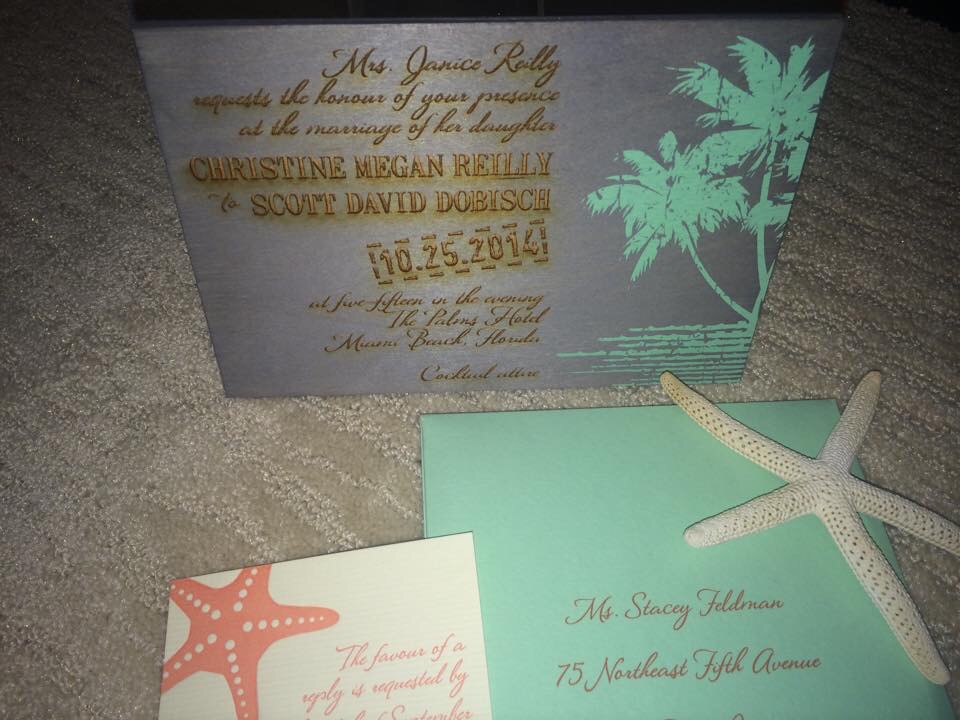 Mrs. Janice Reilly
requests the honour of your presence
at the marriage of her daughter
CHRISTINE MEGAN REILLY
to SCOTT DAVID DOBISCH
10.25.2014
at five-fifteen in the evening
The Palms Hotel
Miami Beach, Florida
Cocktail attire
Ms. Stacey Feldman
75 Northeast Fifth Avenue
The favour of a
reply is requested by
of September